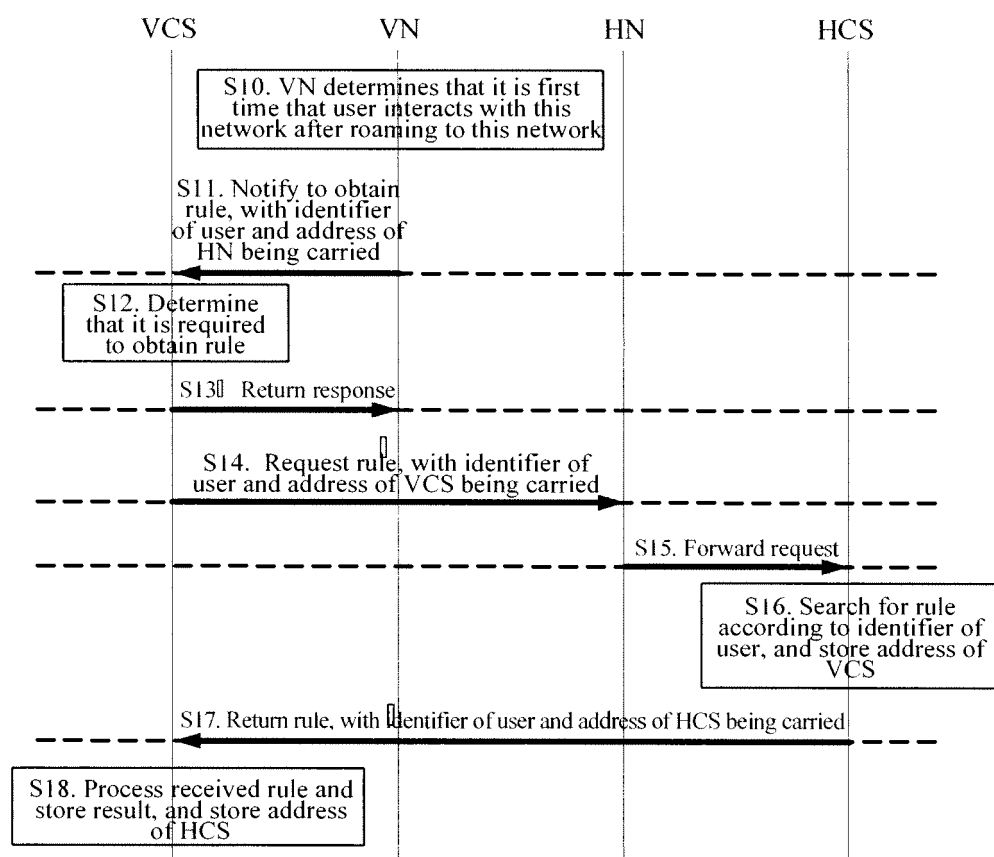 VCS VN HN HCS
S10. VN determines that it is first
time that user interacts with this
network after roaming to this network
S11. Notify to obtain
rule, with identifier
of user and address of
HN being carried
S12. Determine
that it is required
to obtain rule
S13▯ Return response
▯
S14. Request rule, with identifier of
user and address of VCS being carried
S15. Forward request
S16. Search for rule
according to identifier of
user, and store address of
VCS
S17. Return rule, with identifier of user and address of HCS being carried
S18. Process received rule and
store result, and store address
of HCS